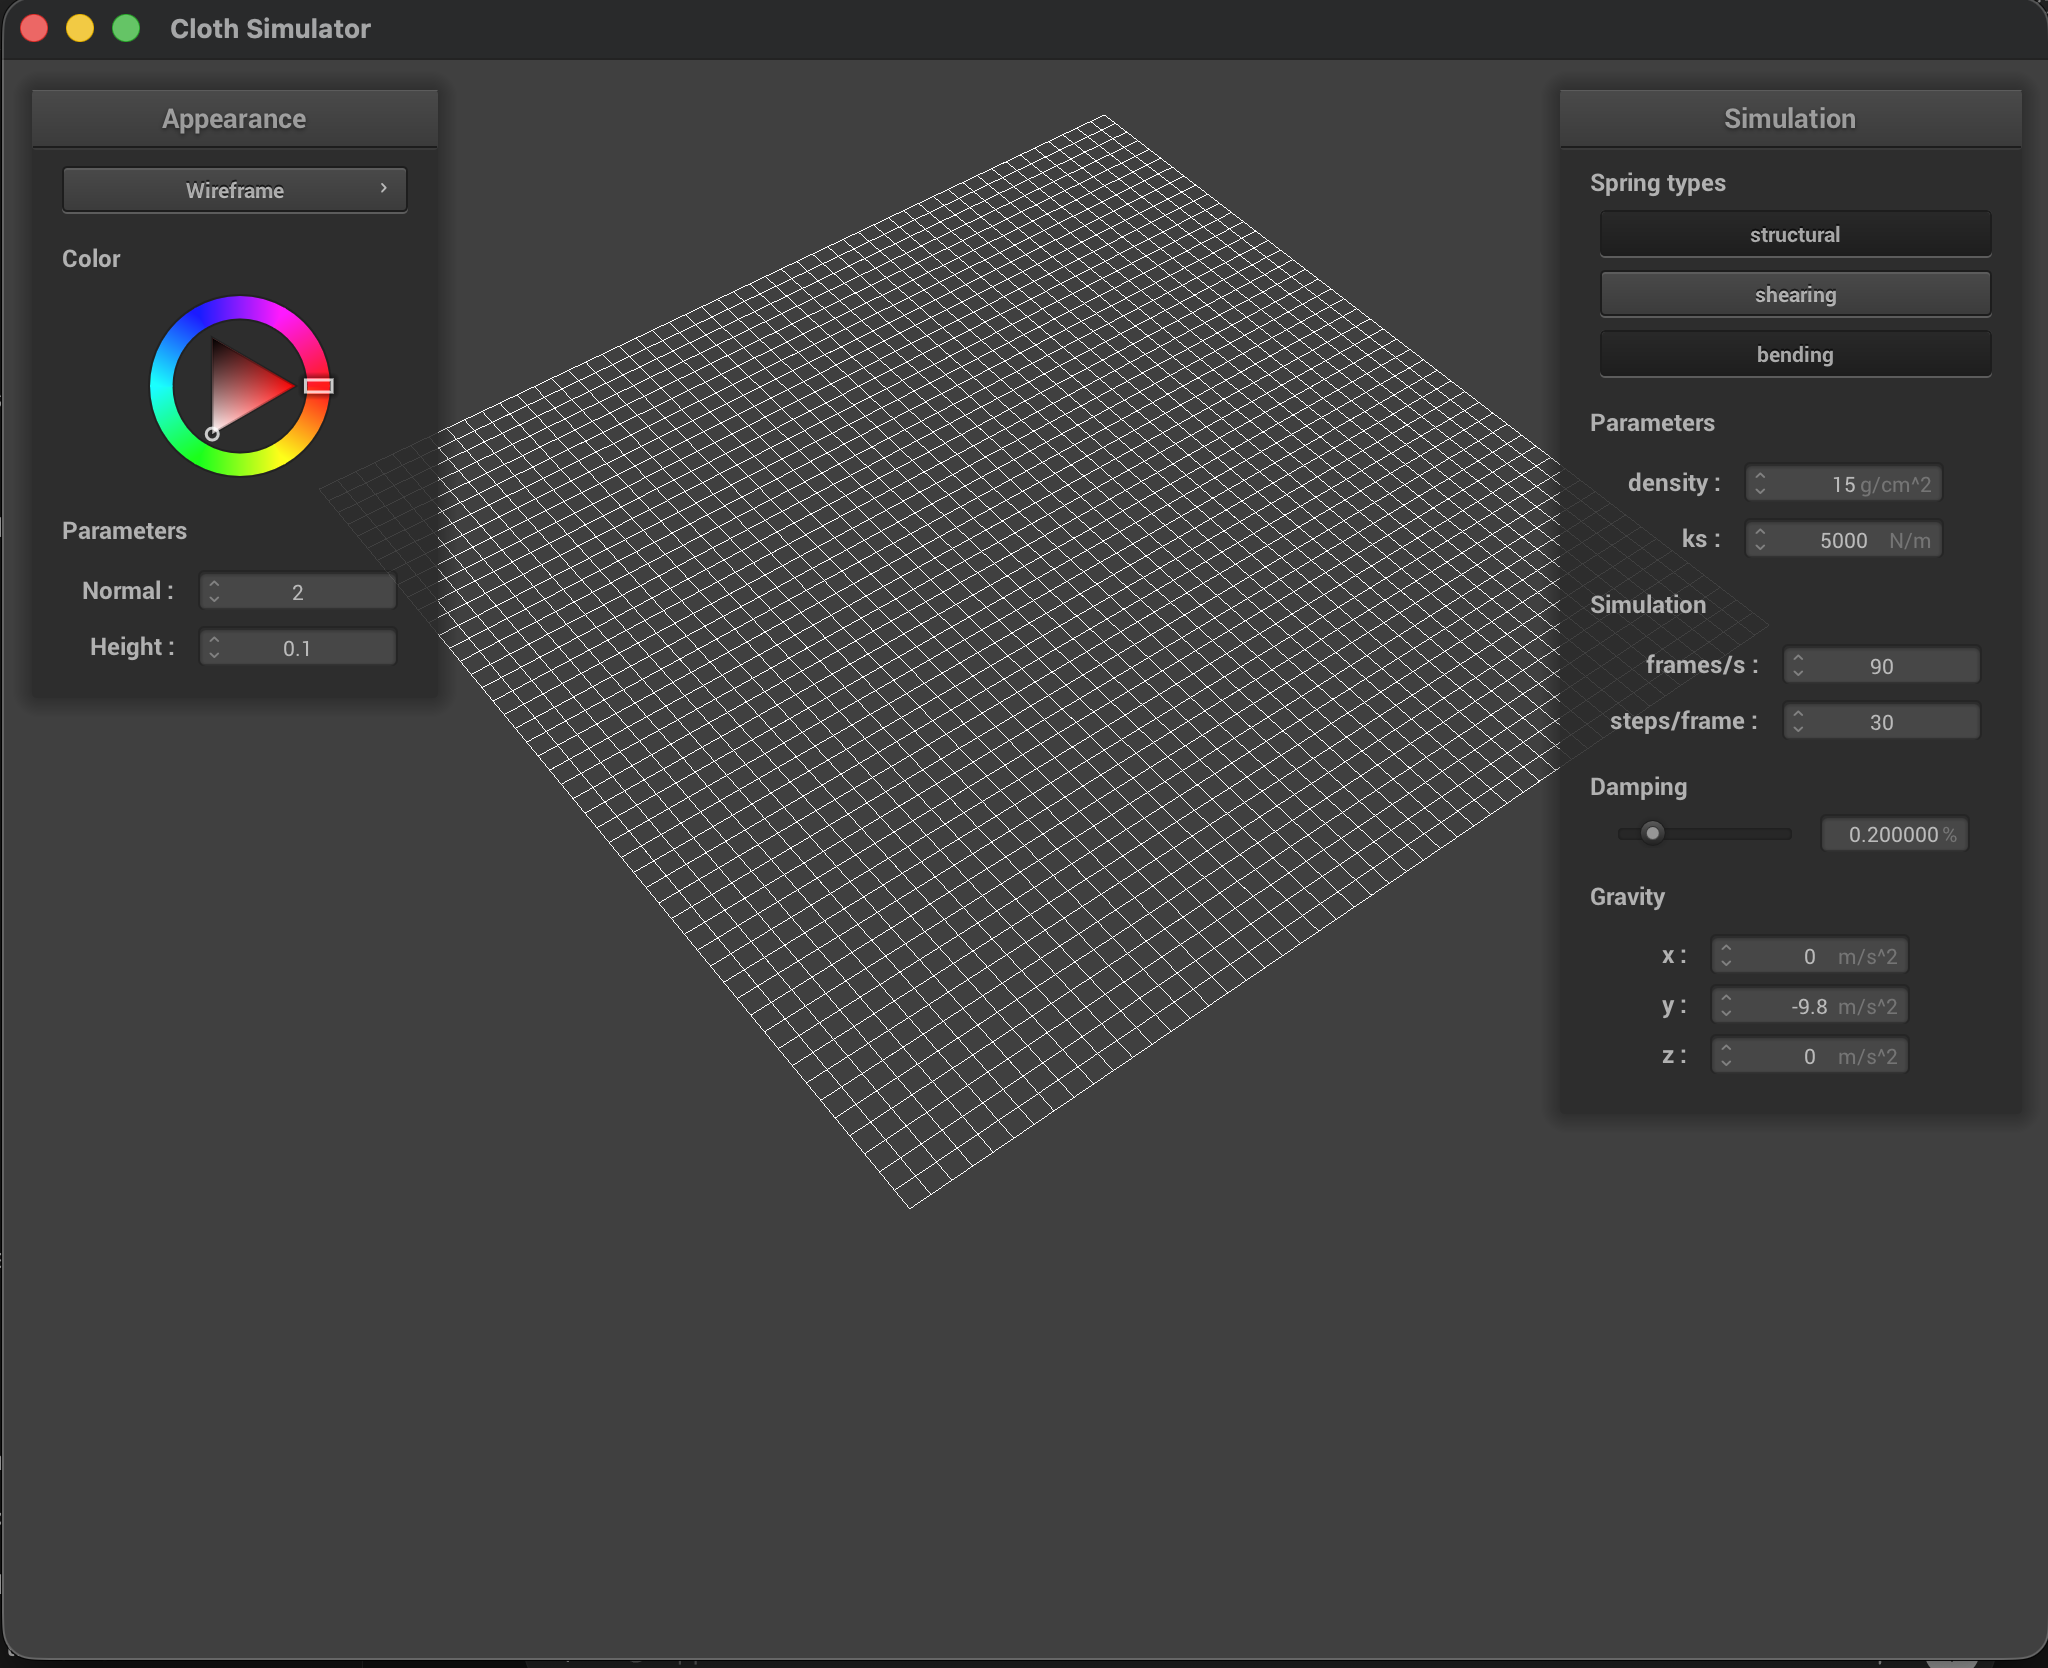 Cloth Simulator
Appearance
Wireframe
Color
Parameters
Normal : 2
Height : 0.1
Simulation
Spring types
structural
shearing
bending
Parameters
density : 15 g/cm^2
ks : 5000 N/m
Simulation
frames/s : 90
steps/frame : 30
Damping
0.200000 %
Gravity
x : 0 m/s^2
y : -9.8 m/s^2
z : 0 m/s^2